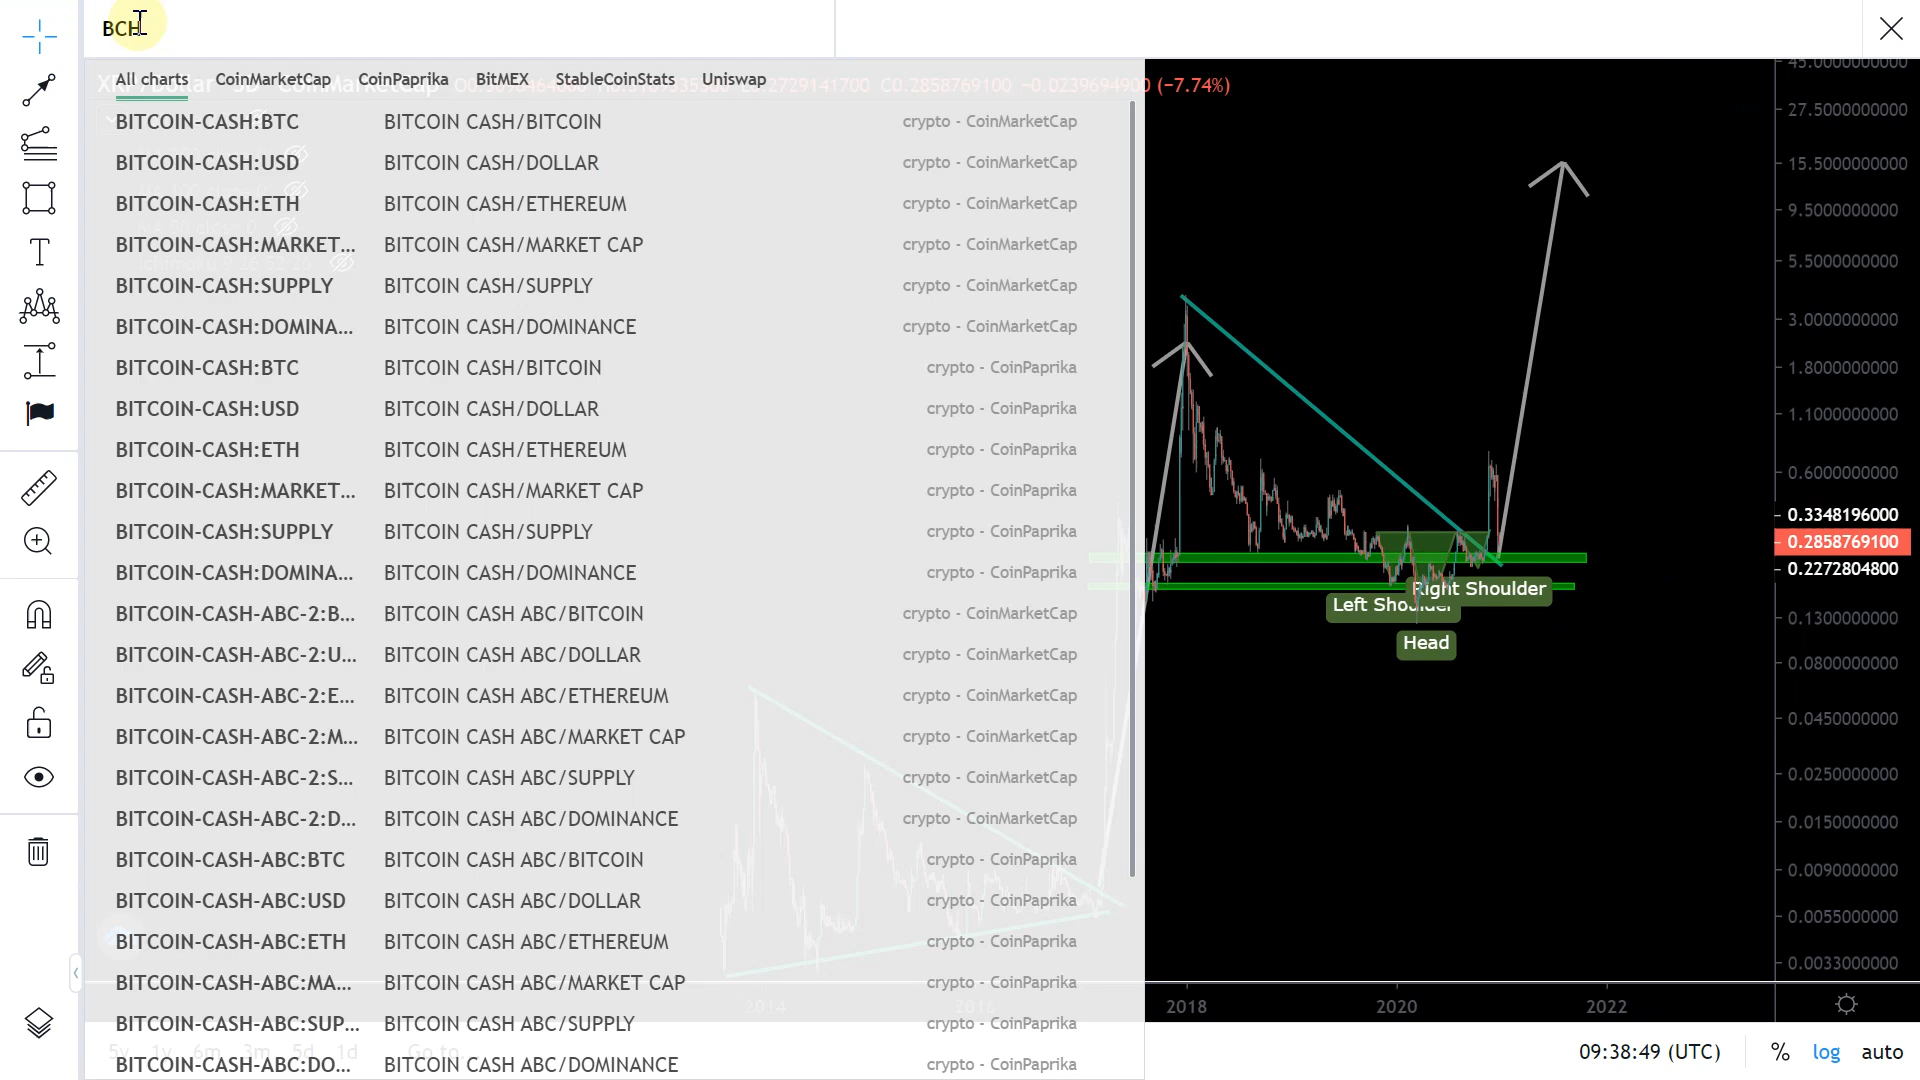 BCH
All charts CoinMarketCap CoinPaprika BitMEX StableCoinStats Uniswap
XRP/Dollar CoinMarketCap 2729141700 C0.2858769100 −0.0239694900 (−7.74%)
BITCOIN-CASH:BTC BITCOIN CASH/BITCOIN crypto - CoinMarketCap
BITCOIN-CASH:USD BITCOIN CASH/DOLLAR crypto - CoinMarketCap
BITCOIN-CASH:ETH BITCOIN CASH/ETHEREUM crypto - CoinMarketCap
BITCOIN-CASH:MARKET... BITCOIN CASH/MARKET CAP crypto - CoinMarketCap
BITCOIN-CASH:SUPPLY BITCOIN CASH/SUPPLY crypto - CoinMarketCap
BITCOIN-CASH:DOMINA... BITCOIN CASH/DOMINANCE crypto - CoinMarketCap
BITCOIN-CASH:BTC BITCOIN CASH/BITCOIN crypto - CoinPaprika
BITCOIN-CASH:USD BITCOIN CASH/DOLLAR crypto - CoinPaprika
BITCOIN-CASH:ETH BITCOIN CASH/ETHEREUM crypto - CoinPaprika
BITCOIN-CASH:MARKET... BITCOIN CASH/MARKET CAP crypto - CoinPaprika
BITCOIN-CASH:SUPPLY BITCOIN CASH/SUPPLY crypto - CoinPaprika
BITCOIN-CASH:DOMINA... BITCOIN CASH/DOMINANCE crypto - CoinPaprika
BITCOIN-CASH-ABC-2:B... BITCOIN CASH ABC/BITCOIN crypto - CoinMarketCap
BITCOIN-CASH-ABC-2:U... BITCOIN CASH ABC/DOLLAR crypto - CoinMarketCap
BITCOIN-CASH-ABC-2:E... BITCOIN CASH ABC/ETHEREUM crypto - CoinMarketCap
BITCOIN-CASH-ABC-2:M... BITCOIN CASH ABC/MARKET CAP crypto - CoinMarketCap
BITCOIN-CASH-ABC-2:S... BITCOIN CASH ABC/SUPPLY crypto - CoinMarketCap
BITCOIN-CASH-ABC-2:D... BITCOIN CASH ABC/DOMINANCE crypto - CoinMarketCap
BITCOIN-CASH-ABC:BTC BITCOIN CASH ABC/BITCOIN crypto - CoinPaprika
BITCOIN-CASH-ABC:USD BITCOIN CASH ABC/DOLLAR crypto - CoinPaprika
BITCOIN-CASH-ABC:ETH BITCOIN CASH ABC/ETHEREUM crypto - CoinPaprika
BITCOIN-CASH-ABC:MA... BITCOIN CASH ABC/MARKET CAP crypto - CoinPaprika
BITCOIN-CASH-ABC:SUP... BITCOIN CASH ABC/SUPPLY crypto - CoinPaprika
BITCOIN-CASH-ABC:DO... BITCOIN CASH ABC/DOMINANCE crypto - CoinPaprika
Right Shoulder
Left Shoulder
Head
45.0000000000
27.5000000000
15.5000000000
9.5000000000
5.5000000000
3.0000000000
1.8000000000
1.1000000000
0.6000000000
0.3348196000
0.2858769100
0.2272804800
0.1300000000
0.0800000000
0.0450000000
0.0250000000
0.0150000000
0.0090000000
0.0055000000
0.0033000000
2014 2016 2018 2020 2022
5y 1y 6m 3m 5d 1d Go to...
09:38:49 (UTC) % log auto